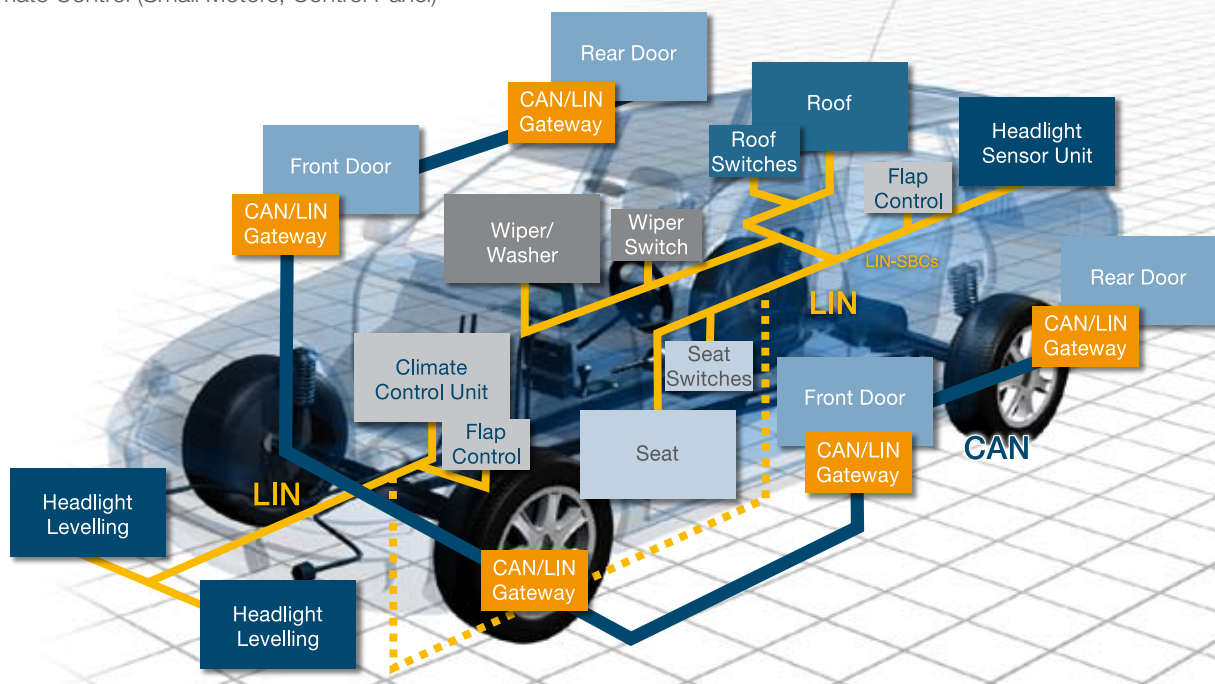 Rear Door
CAN/LIN
Gateway
Roof
Roof
Switches
Headlight
Sensor Unit
Front Door
CAN/LIN
Gateway
Flap
Control
Wiper/
Washer
Wiper
Switch
LIN-SBCs
LIN
Rear Door
CAN/LIN
Gateway
Climate
Control Unit
Seat
Switches
Front Door
Flap
Control
Seat
CAN/LIN
Gateway
CAN
LIN
Headlight
Levelling
CAN/LIN
Gateway
Headlight
Levelling